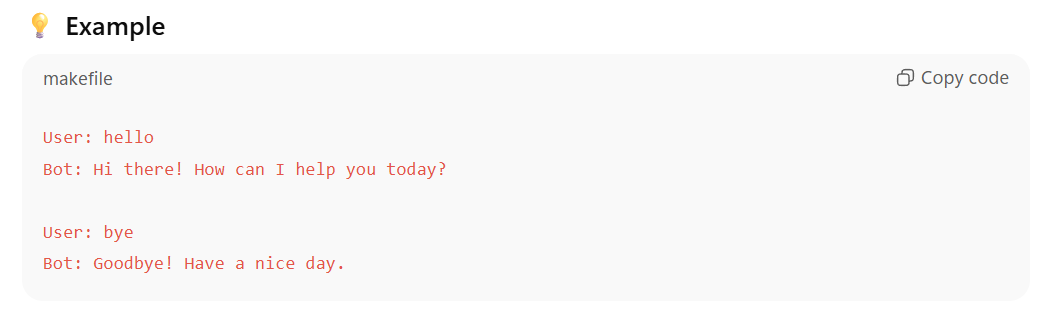 💡 Example
makefile
Copy code
User: hello
Bot: Hi there! How can I help you today?
User: bye
Bot: Goodbye! Have a nice day.